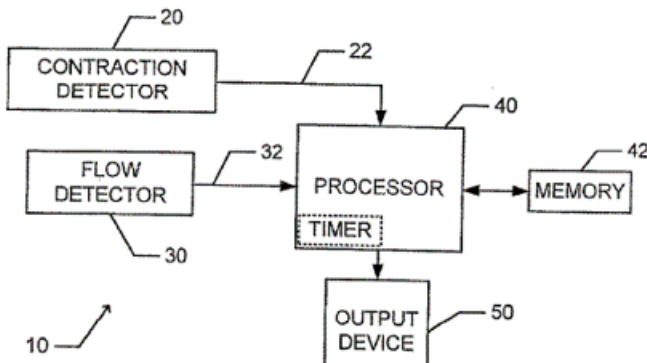 20
22
CONTRACTION
DETECTOR
40
32
42
FLOW
DETECTOR
PROCESSOR
MEMORY
TIMER
30
50
OUTPUT
DEVICE
10